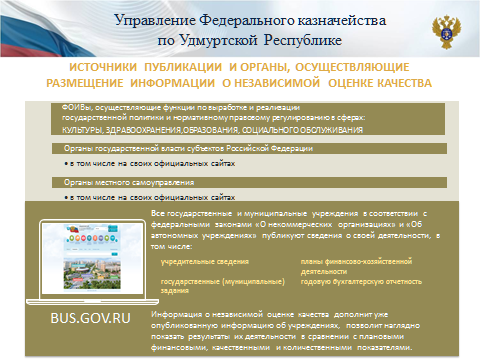 Управление Федерального казначейства
по Удмуртской Республике
ИСТОЧНИКИ ПУБЛИКАЦИИ И ОРГАНЫ, ОСУЩЕСТВЛЯЮЩИЕ
РАЗМЕЩЕНИЕ ИНФОРМАЦИИ О НЕЗАВИСИМОЙ ОЦЕНКЕ КАЧЕСТВА
ФОИВы, осуществляющие функции по выработке и реализации
государственной политики и нормативному правовому регулированию в сферах:
КУЛЬТУРЫ, ЗДРАВООХРАНЕНИЯ,ОБРАЗОВАНИЯ, СОЦИАЛЬНОГО ОБСЛУЖИВАНИЯ
Органы государственной власти субъектов Российской Федерации
• в том числе на своих официальных сайтах
Органы местного самоуправления
• в том числе на своих официальных сайтах
Все государственные и муниципальные учреждения в соответствии с
федеральными законами «О некоммерческих организациях» и «Об
автономных учреждениях» публикуют сведения о своей деятельности, в
том числе:
учредительные сведения
планы финансово-хозяйственной
деятельности
государственные (муниципальные)
задания
годовую бухгалтерскую отчетность
BUS.GOV.RU
Информация о независимой оценке качества дополнит уже
опубликованную информацию об учреждениях, позволит наглядно
показать результаты их деятельности в сравнении с плановыми
финансовыми, качественными и количественными показателями.